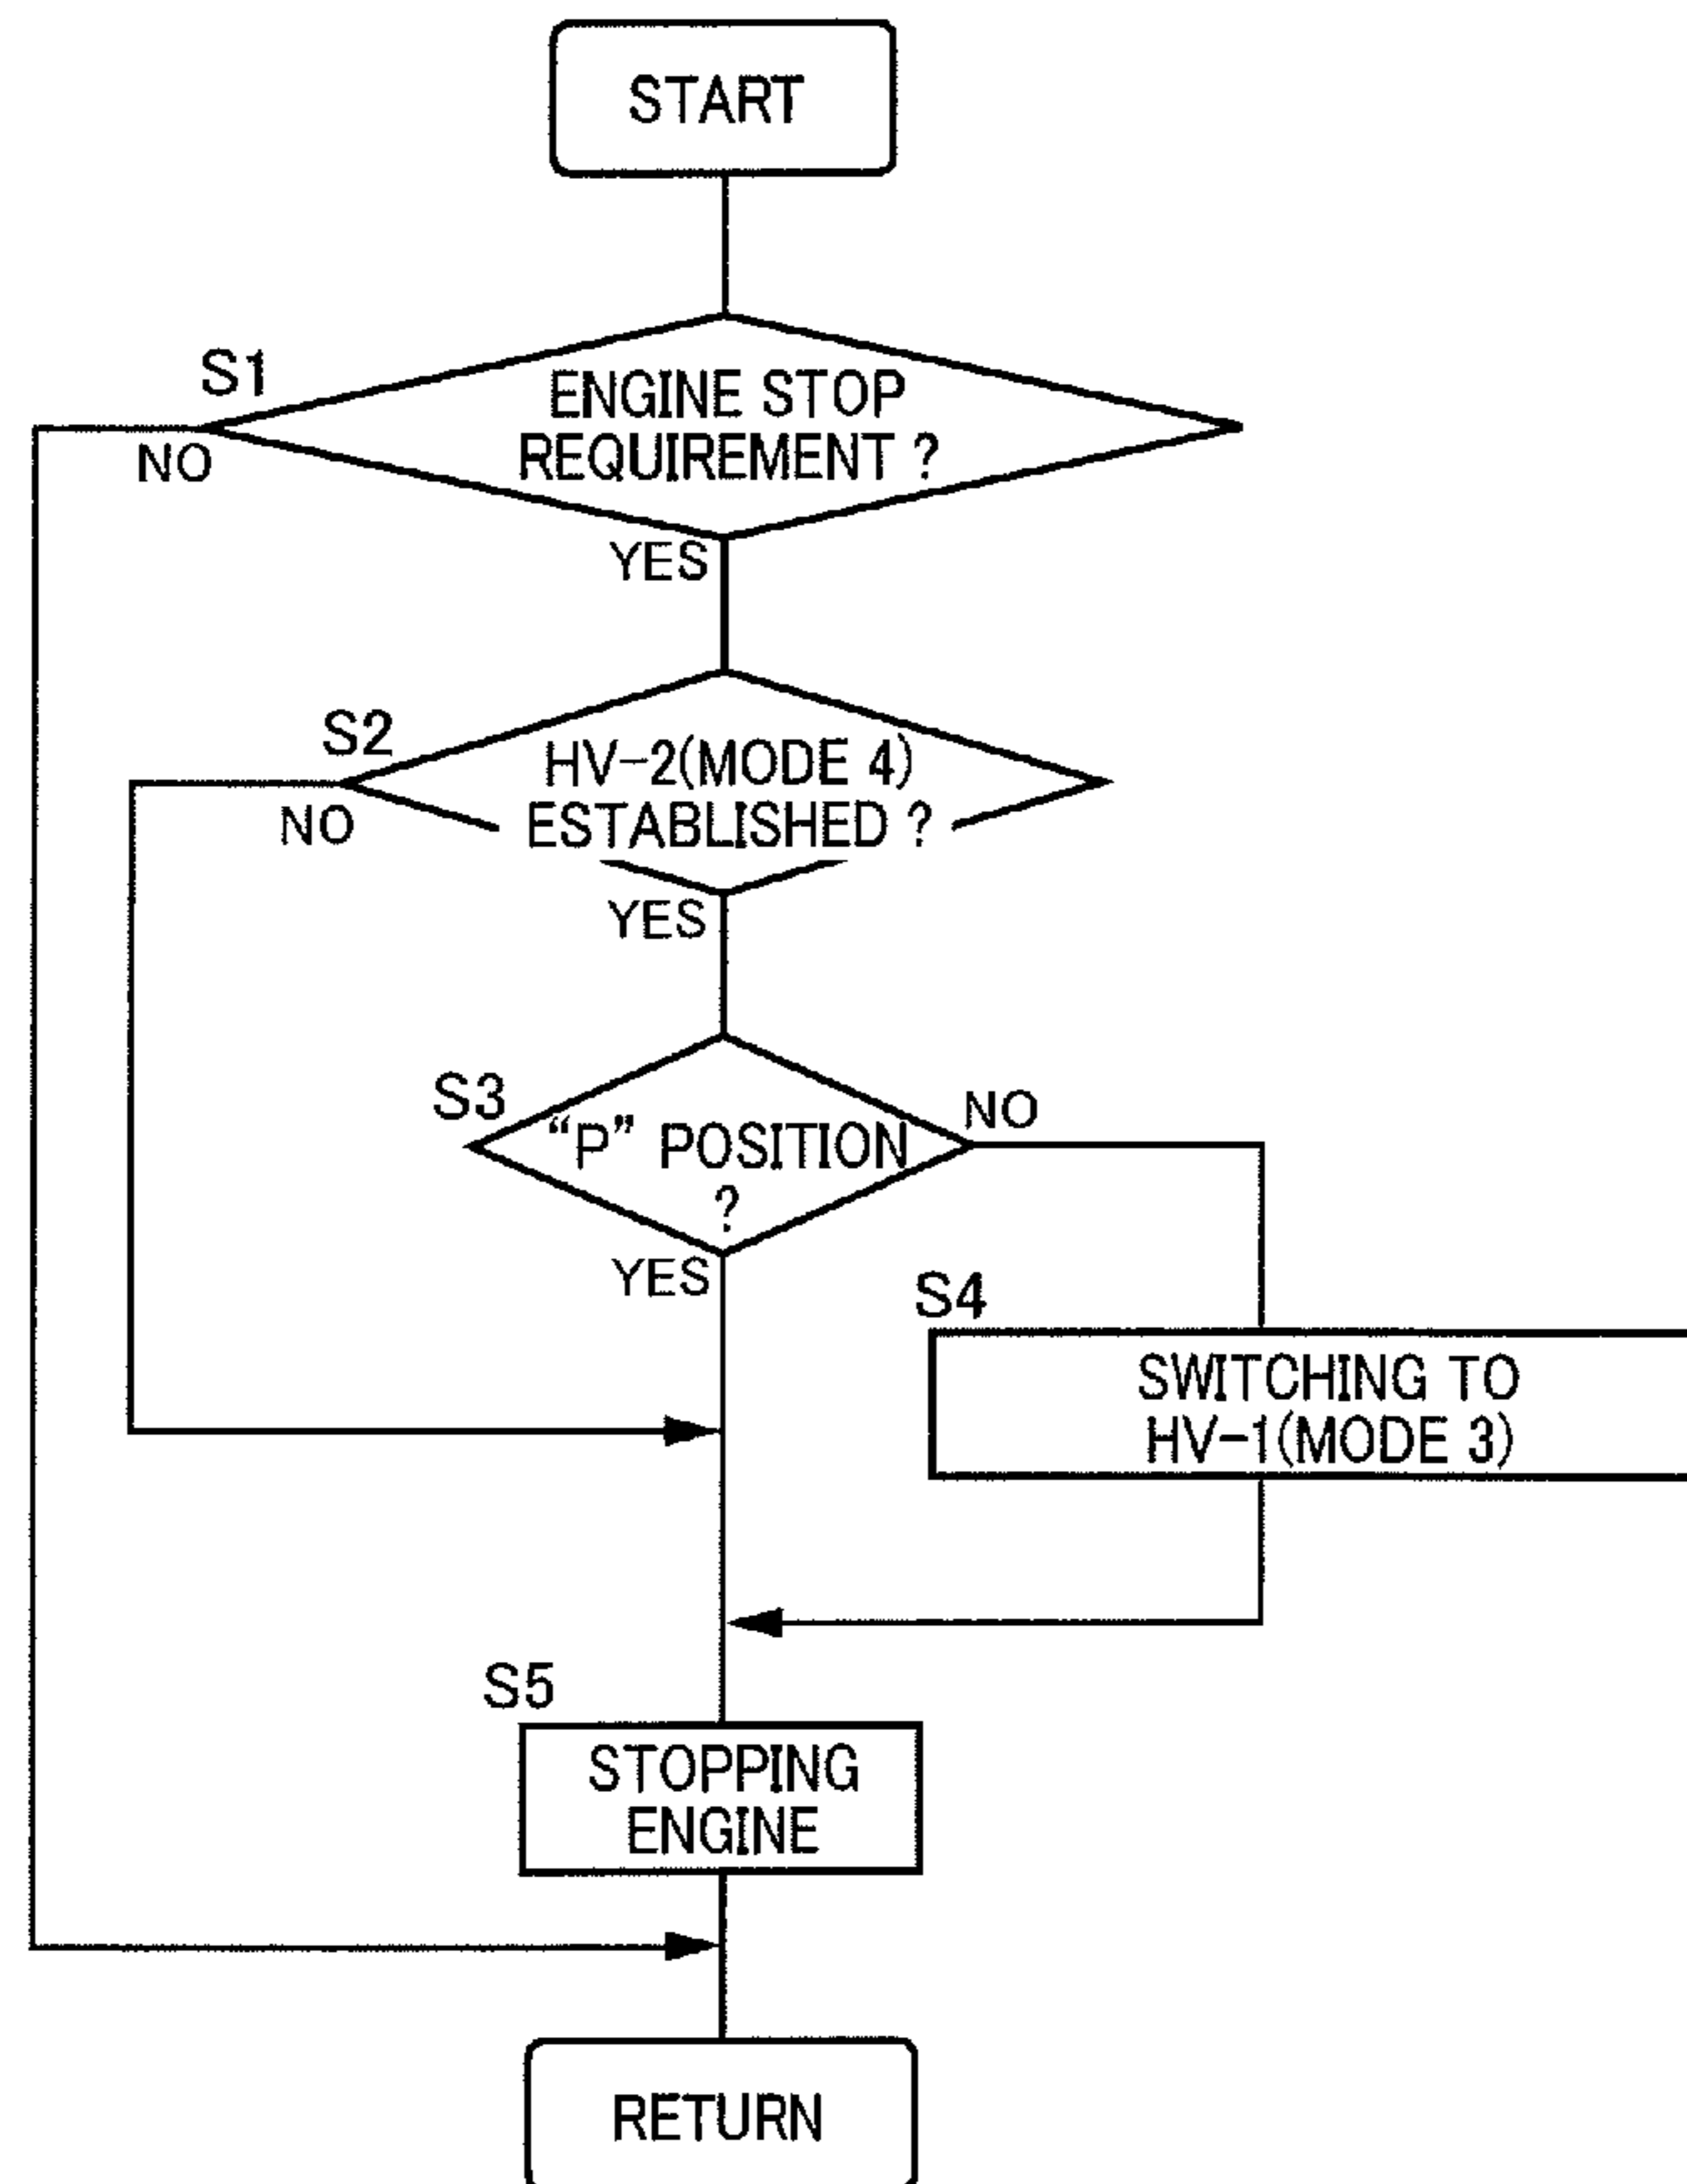 START
S1
ENGINE STOP
REQUIREMENT ?
NO
YES
S2
HV-2(MODE 4)
ESTABLISHED ?
NO
YES
S3
“P” POSITION
?
NO
YES
S4
SWITCHING TO
HV-1(MODE 3)
S5
STOPPING
ENGINE
RETURN